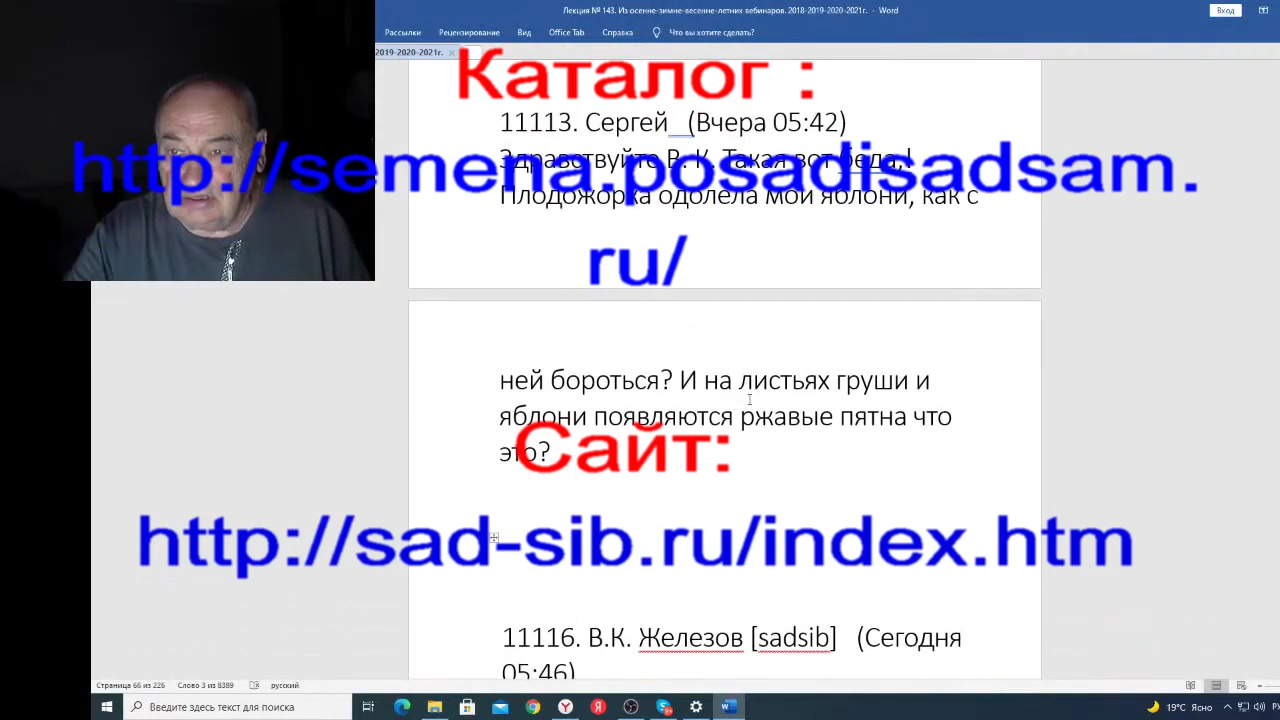 Лекция № 143. Из осенне-зимне-весенне-летних вебинаров. 2018-2019-2020-2021г. - Word
Вход
Рассылки Рецензирование Вид Office Tab Справка Что вы хотите сделать?
2019-2020-2021г.
Каталог :
11113. Сергей (Вчера 05:42)
Здравствуйте В. К. Такая вот беда,!
http://semena.posadisadsam.
Плодожорка одолела мои яблони, как с
ru/
ней бороться? И на листьях груши и
яблони появляются ржавые пятна что
это?
Сайт:
http://sad-sib.ru/index.htm
11116. В.К. Железов [sadsib] (Сегодня
05:46)
Страница 66 из 226 Слово 3 из 8389 русский
Введите здесь текст для поиска
19°C Ясно